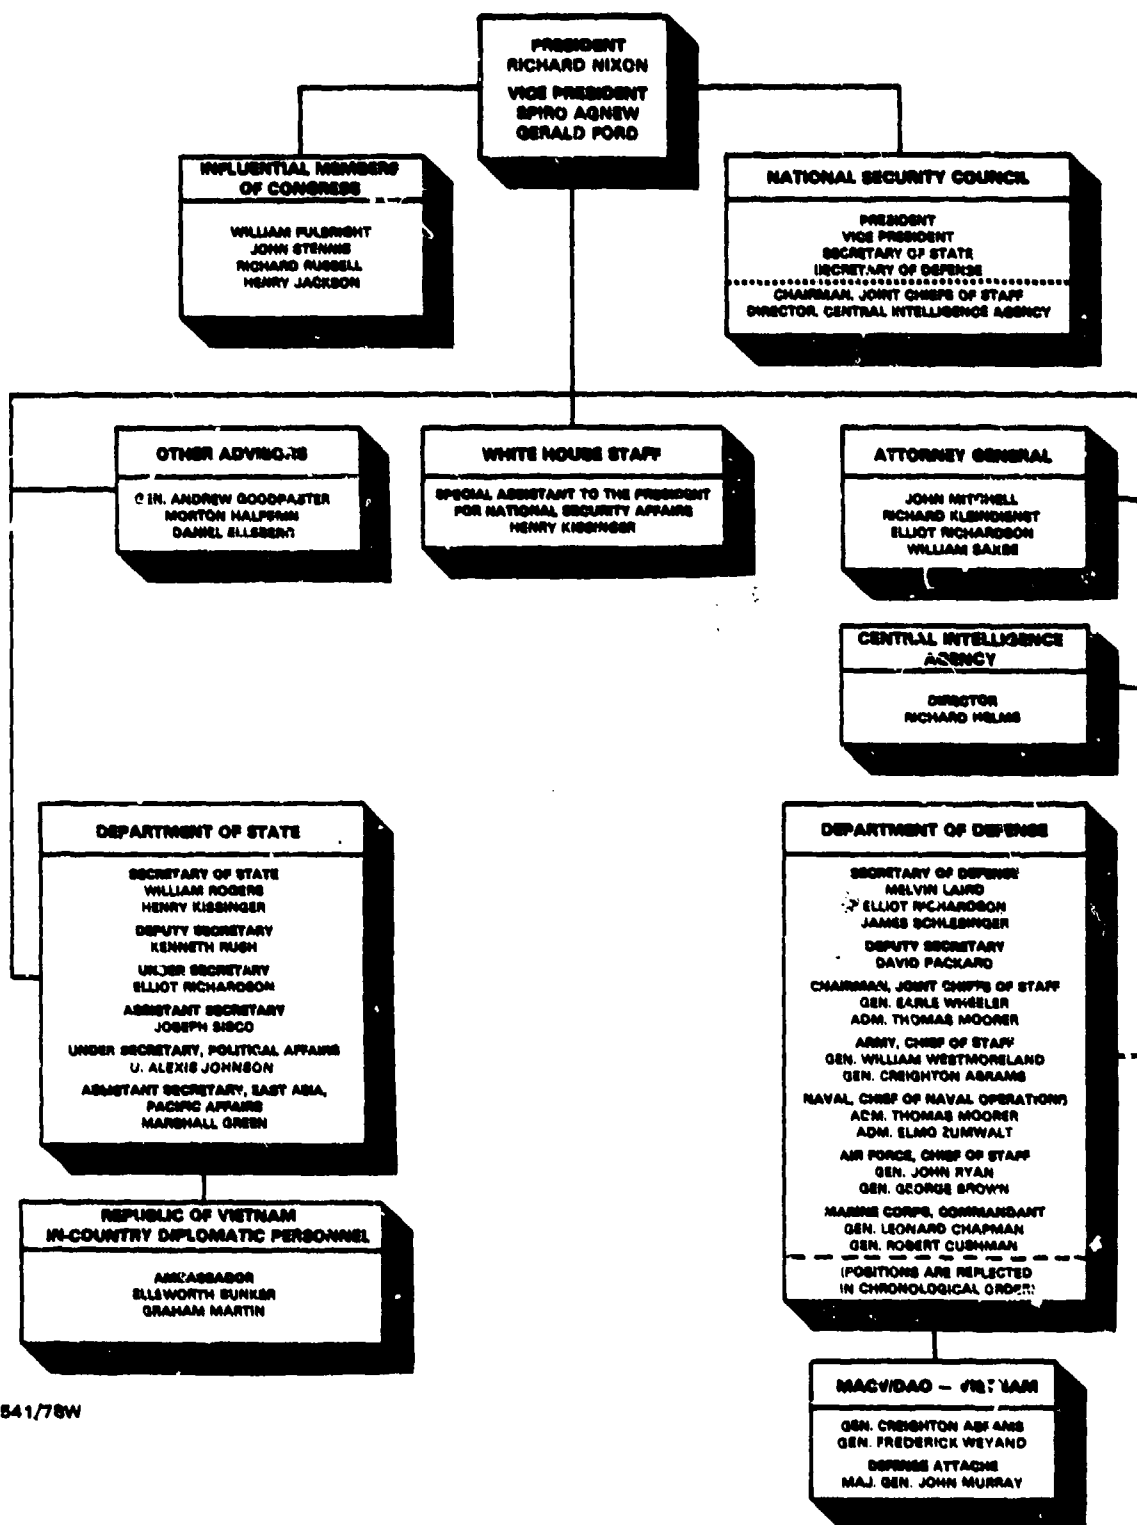 PRESIDENT
RICHARD NIXON
VICE PRESIDENT
SPIRO AGNEW
GERALD FORD
INFLUENTIAL MEMBERS
OF CONGRESS
WILLIAM FULBRIGHT
JOHN STENNIS
RICHARD RUSSELL
HENRY JACKSON
NATIONAL SECURITY COUNCIL
PRESIDENT
VICE PRESIDENT
SECRETARY OF STATE
SECRETARY OF DEFENSE
CHAIRMAN, JOINT CHIEFS OF STAFF
DIRECTOR, CENTRAL INTELLIGENCE AGENCY
OTHER ADVISORS
GEN. ANDREW GOODPASTER
MORTON HALPERIN
DANIEL ELLSBERG
WHITE HOUSE STAFF
SPECIAL ASSISTANT TO THE PRESIDENT
FOR NATIONAL SECURITY AFFAIRS
HENRY KISSINGER
ATTORNEY GENERAL
JOHN MITCHELL
RICHARD KLEINDIENST
ELLIOT RICHARDSON
WILLIAM SAXBE
CENTRAL INTELLIGENCE
AGENCY
DIRECTOR
RICHARD HELMS
DEPARTMENT OF STATE
SECRETARY OF STATE
WILLIAM ROGERS
HENRY KISSINGER
DEPUTY SECRETARY
KENNETH RUSH
UNDER SECRETARY
ELLIOT RICHARDSON
ASSISTANT SECRETARY
JOSEPH SISCO
UNDER SECRETARY, POLITICAL AFFAIRS
U. ALEXIS JOHNSON
ASSISTANT SECRETARY, EAST ASIA,
PACIFIC AFFAIRS
MARSHALL GREEN
REPUBLIC OF VIETNAM
IN-COUNTRY DIPLOMATIC PERSONNEL
AMBASSADOR
ELLSWORTH BUNKER
GRAHAM MARTIN
DEPARTMENT OF DEFENSE
SECRETARY OF DEFENSE
MELVIN LAIRD
ELLIOT RICHARDSON
JAMES SCHLESINGER
DEPUTY SECRETARY
DAVID PACKARD
CHAIRMAN, JOINT CHIEFS OF STAFF
GEN. EARLE WHEELER
ADM. THOMAS MOORER
ARMY, CHIEF OF STAFF
GEN. WILLIAM WESTMORELAND
GEN. CREIGHTON ABRAMS
NAVAL, CHIEF OF NAVAL OPERATIONS
ADM. THOMAS MOORER
ADM. ELMO ZUMWALT
AIR FORCE, CHIEF OF STAFF
GEN. JOHN RYAN
GEN. GEORGE BROWN
MARINE CORPS, COMMANDANT
GEN. LEONARD CHAPMAN
GEN. ROBERT CUSHMAN
(POSITIONS ARE REFLECTED
IN CHRONOLOGICAL ORDER)
MACV/DAO – VIETNAM
GEN. CREIGHTON ABRAMS
GEN. FREDERICK WEYAND
DEFENSE ATTACHE
MAJ. GEN. JOHN MURRAY
541/78W